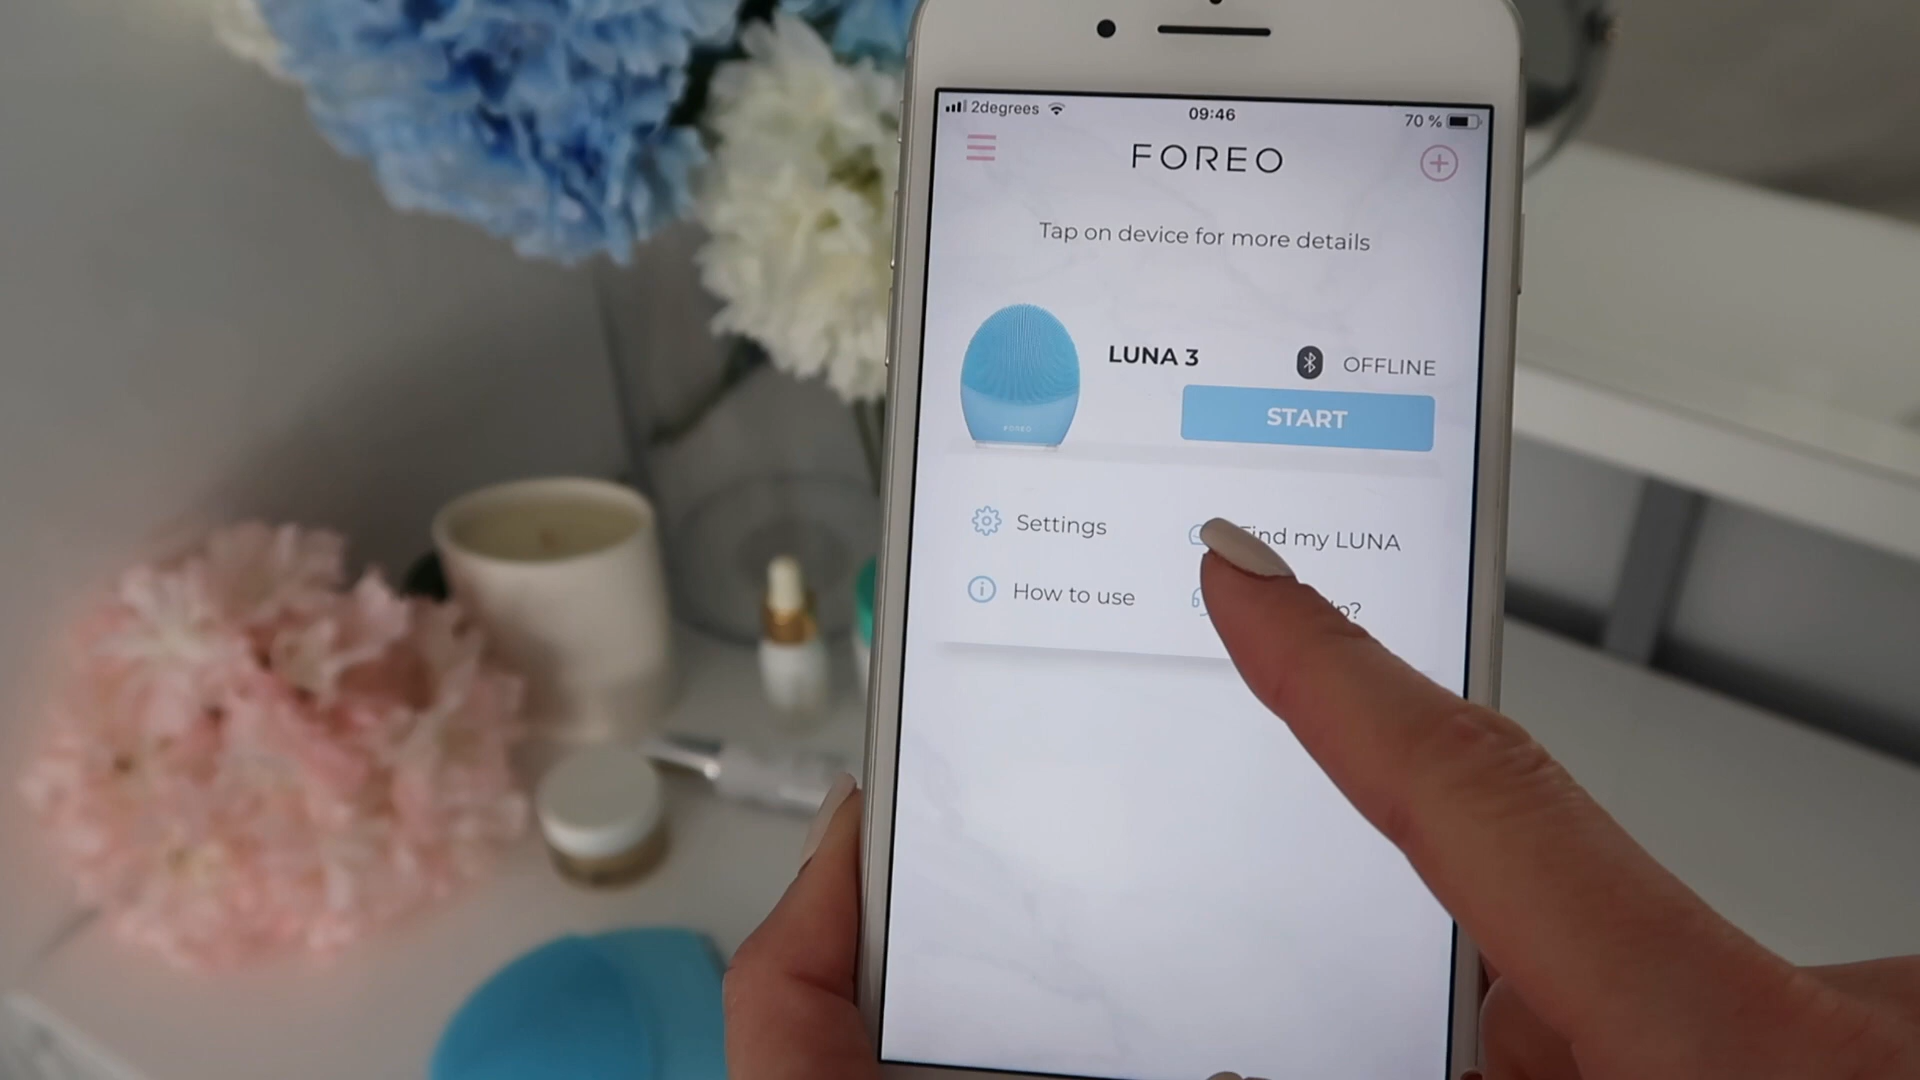 2degrees 09:46 70 %
FOREO
Tap on device for more details
LUNA 3 OFFLINE
FOREO
START
Settings
my LUNA
How to use